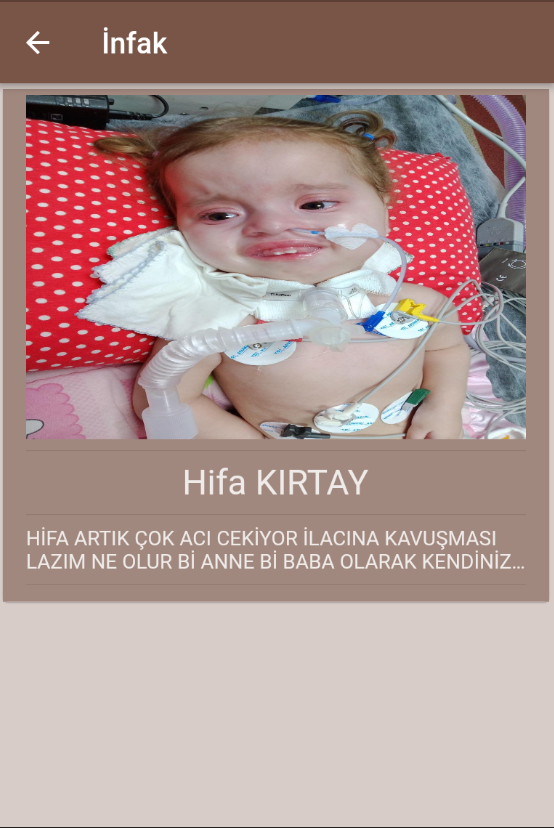 İnfak
Hifa KIRTAY
HİFA ARTIK ÇOK ACI CEKİYOR İLACINA KAVUŞMASI
LAZIM NE OLUR Bİ ANNE Bİ BABA OLARAK KENDİNİZ...